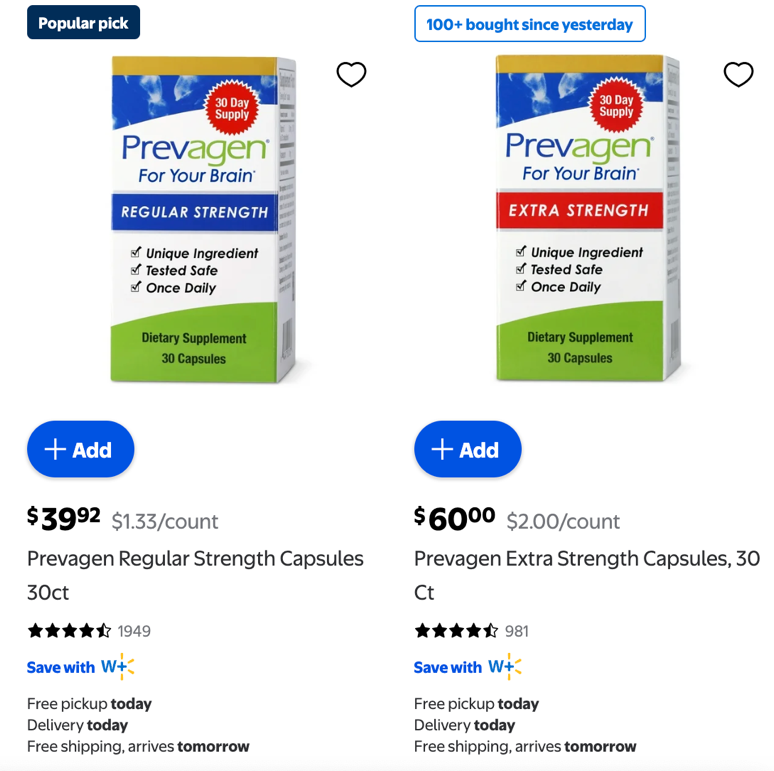 Popular pick
30 Day
Supply
Prevagen®
For Your Brain*
REGULAR STRENGTH
Unique Ingredient
Tested Safe
Once Daily
Dietary Supplement
30 Capsules
+ Add
$39.92 $1.33/count
Prevagen Regular Strength Capsules
30ct
1949
Save with W+
Free pickup today
Delivery today
Free shipping, arrives tomorrow
100+ bought since yesterday
30 Day
Supply
Prevagen®
For Your Brain*
EXTRA STRENGTH
Unique Ingredient
Tested Safe
Once Daily
Dietary Supplement
30 Capsules
+ Add
$60.00 $2.00/count
Prevagen Extra Strength Capsules, 30
Ct
981
Save with W+
Free pickup today
Delivery today
Free shipping, arrives tomorrow